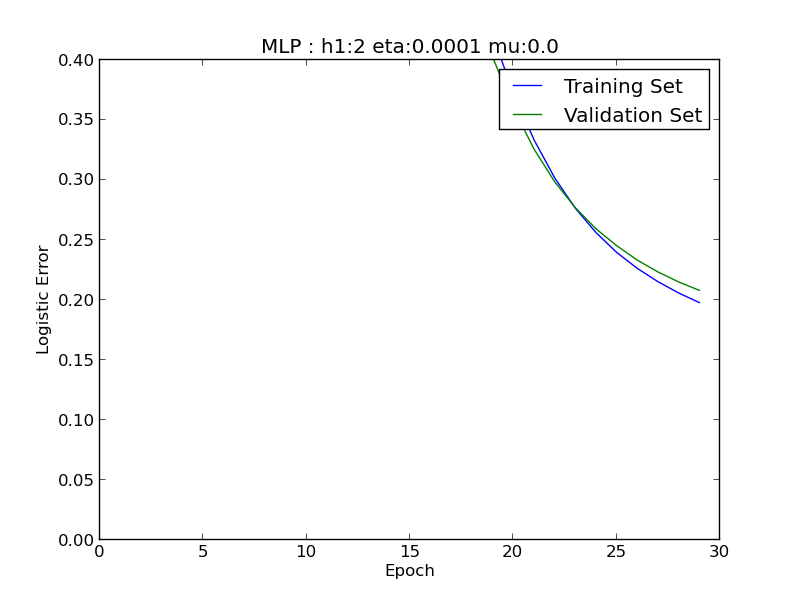 MLP : h1:2 eta:0.0001 mu:0.0
Training Set
Validation Set
0.40
0.35
0.30
0.25
0.20
0.15
0.10
0.05
0.00
Logistic Error
0 5 10 15 20 25 30
Epoch